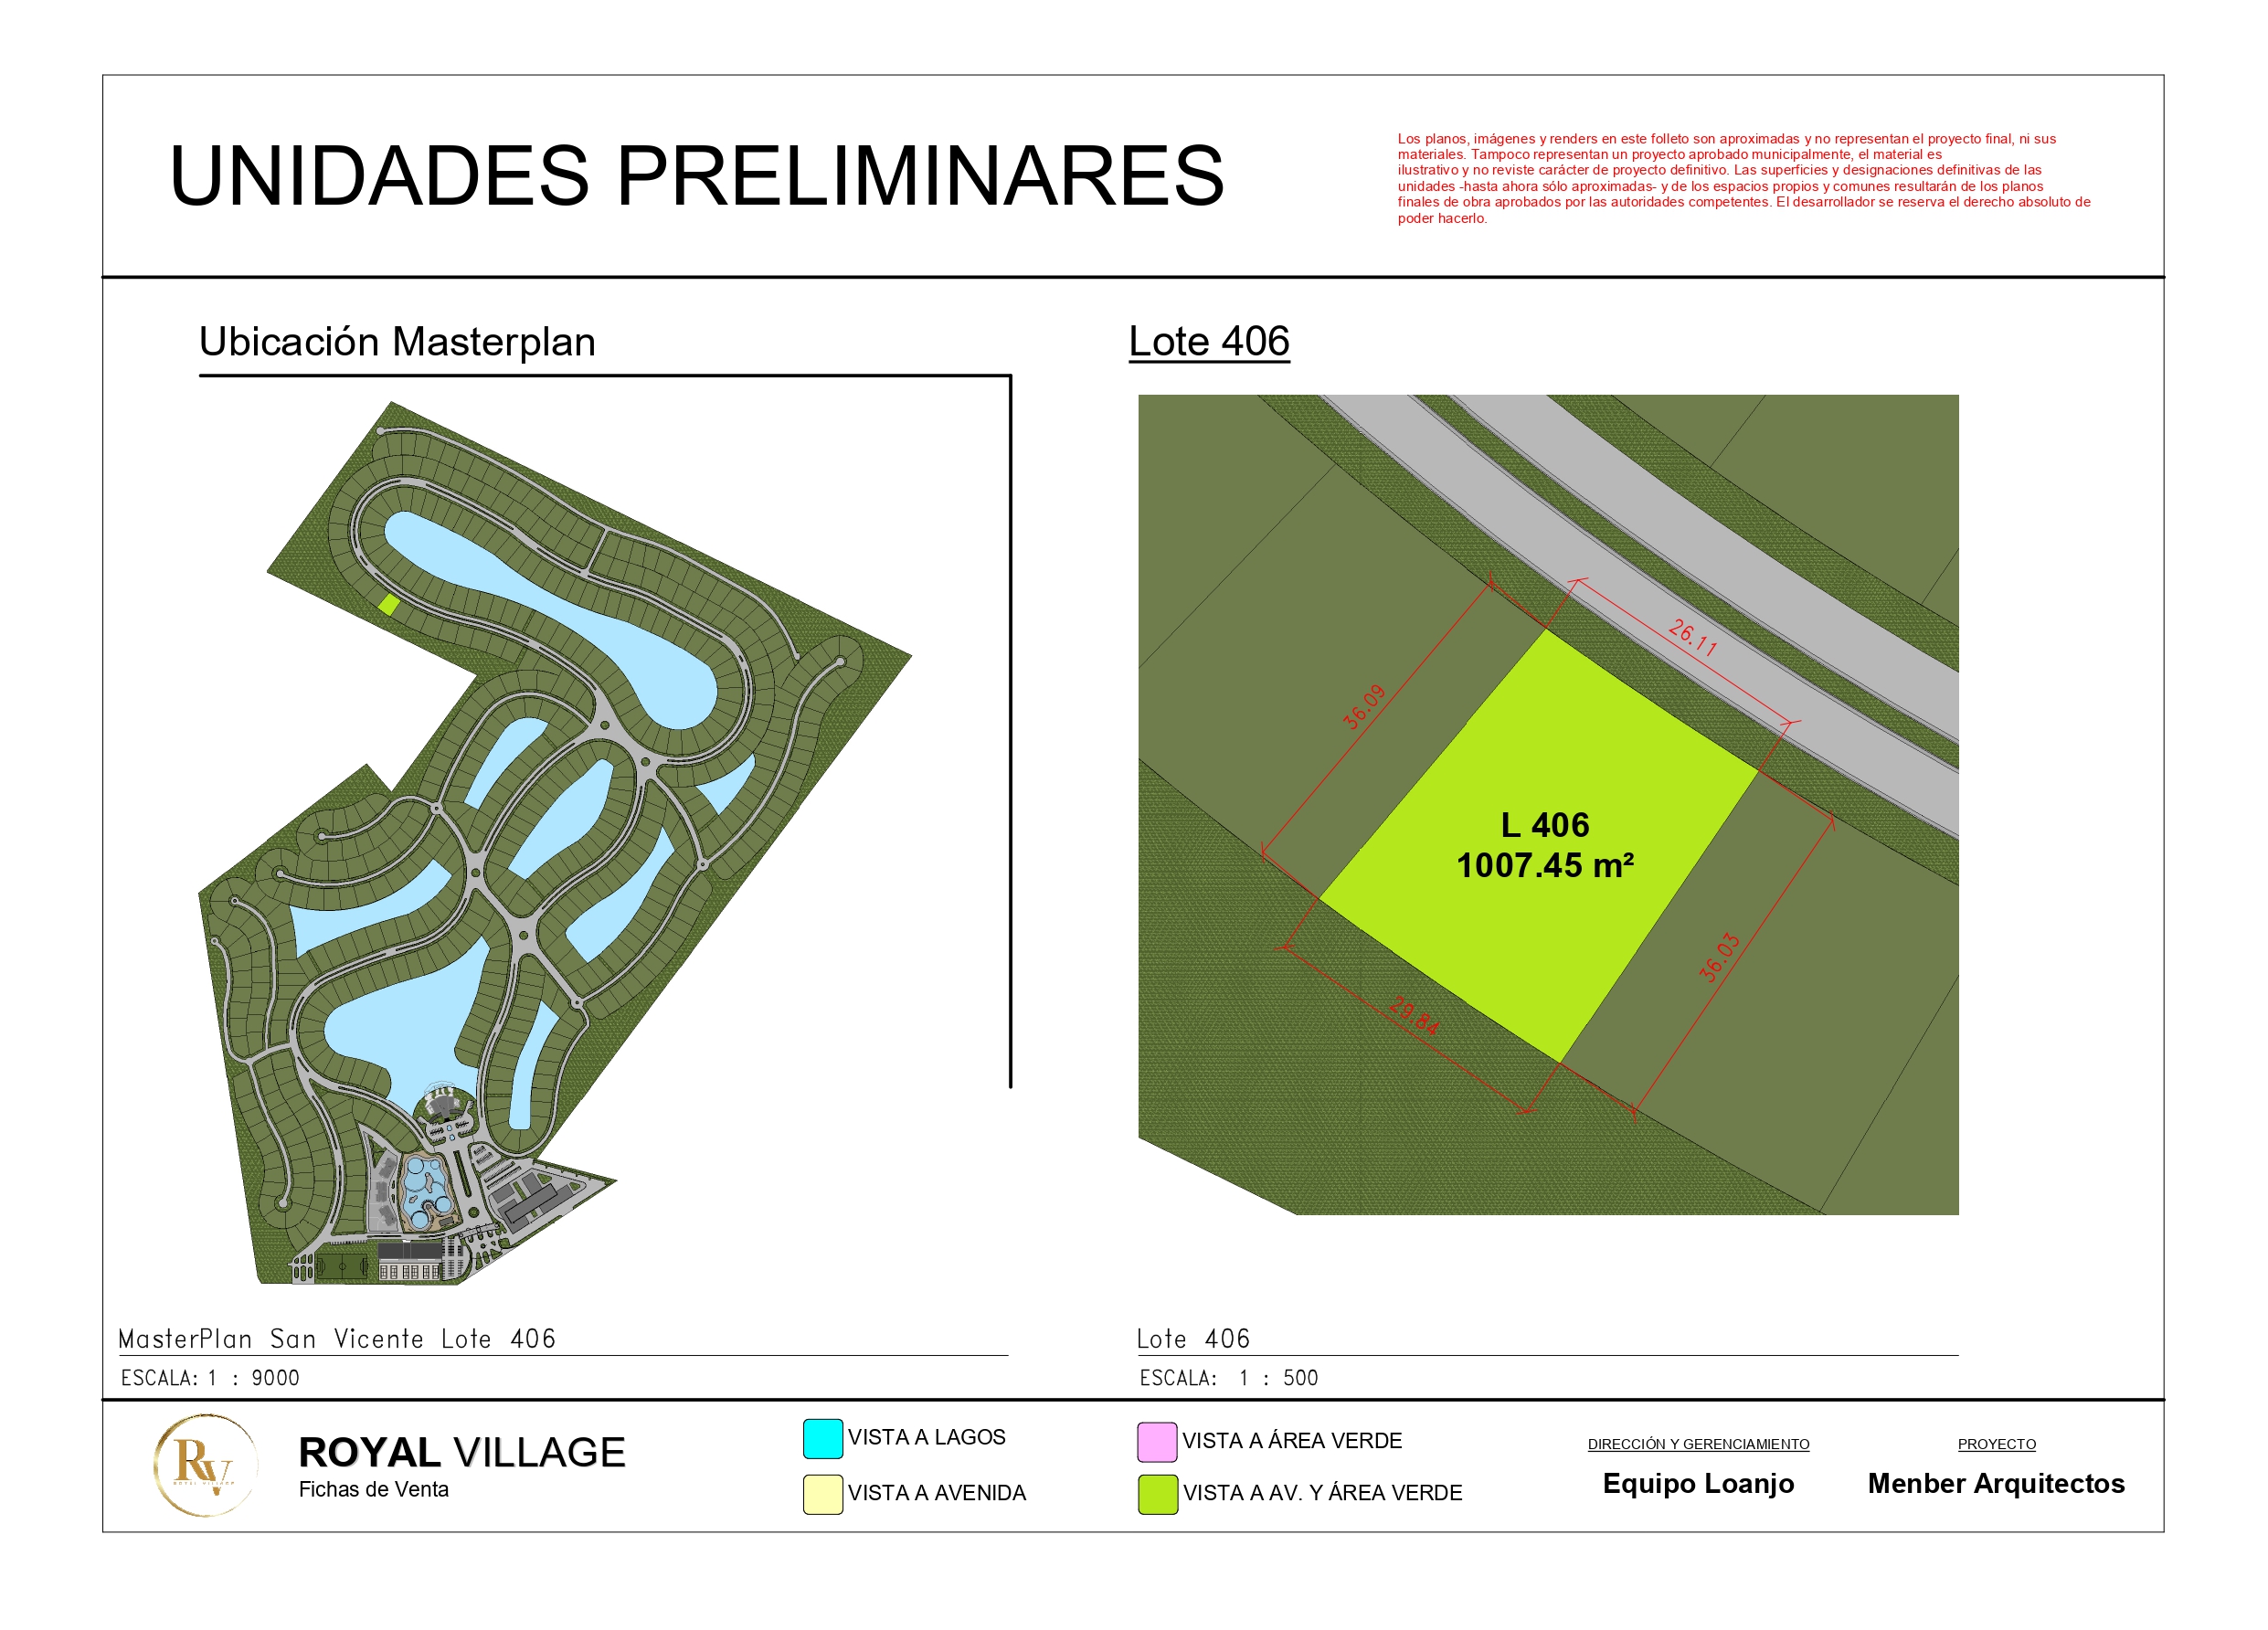 UNIDADES PRELIMINARES
Los planos, imágenes y renders en este folleto son aproximadas y no representan el proyecto final, ni sus
materiales. Tampoco representan un proyecto aprobado municipalmente, el material es
ilustrativo y no reviste carácter de proyecto definitivo. Las superficies y designaciones definitivas de las
unidades -hasta ahora sólo aproximadas- y de los espacios propios y comunes resultarán de los planos
finales de obra aprobados por las autoridades competentes. El desarrollador se reserva el derecho absoluto de
poder hacerlo.
Ubicación Masterplan
Lote 406
26.11
36.09
L 406
1007.45 m²
36.03
29.84
MasterPlan San Vicente Lote 406
ESCALA: 1 : 9000
Lote 406
ESCALA: 1 : 500
RV
ROYAL VILLAGE
ROYAL VILLAGE
Fichas de Venta
VISTA A LAGOS
VISTA A AVENIDA
VISTA A ÁREA VERDE
VISTA A AV. Y ÁREA VERDE
DIRECCIÓN Y GERENCIAMIENTO
Equipo Loanjo
PROYECTO
Menber Arquitectos